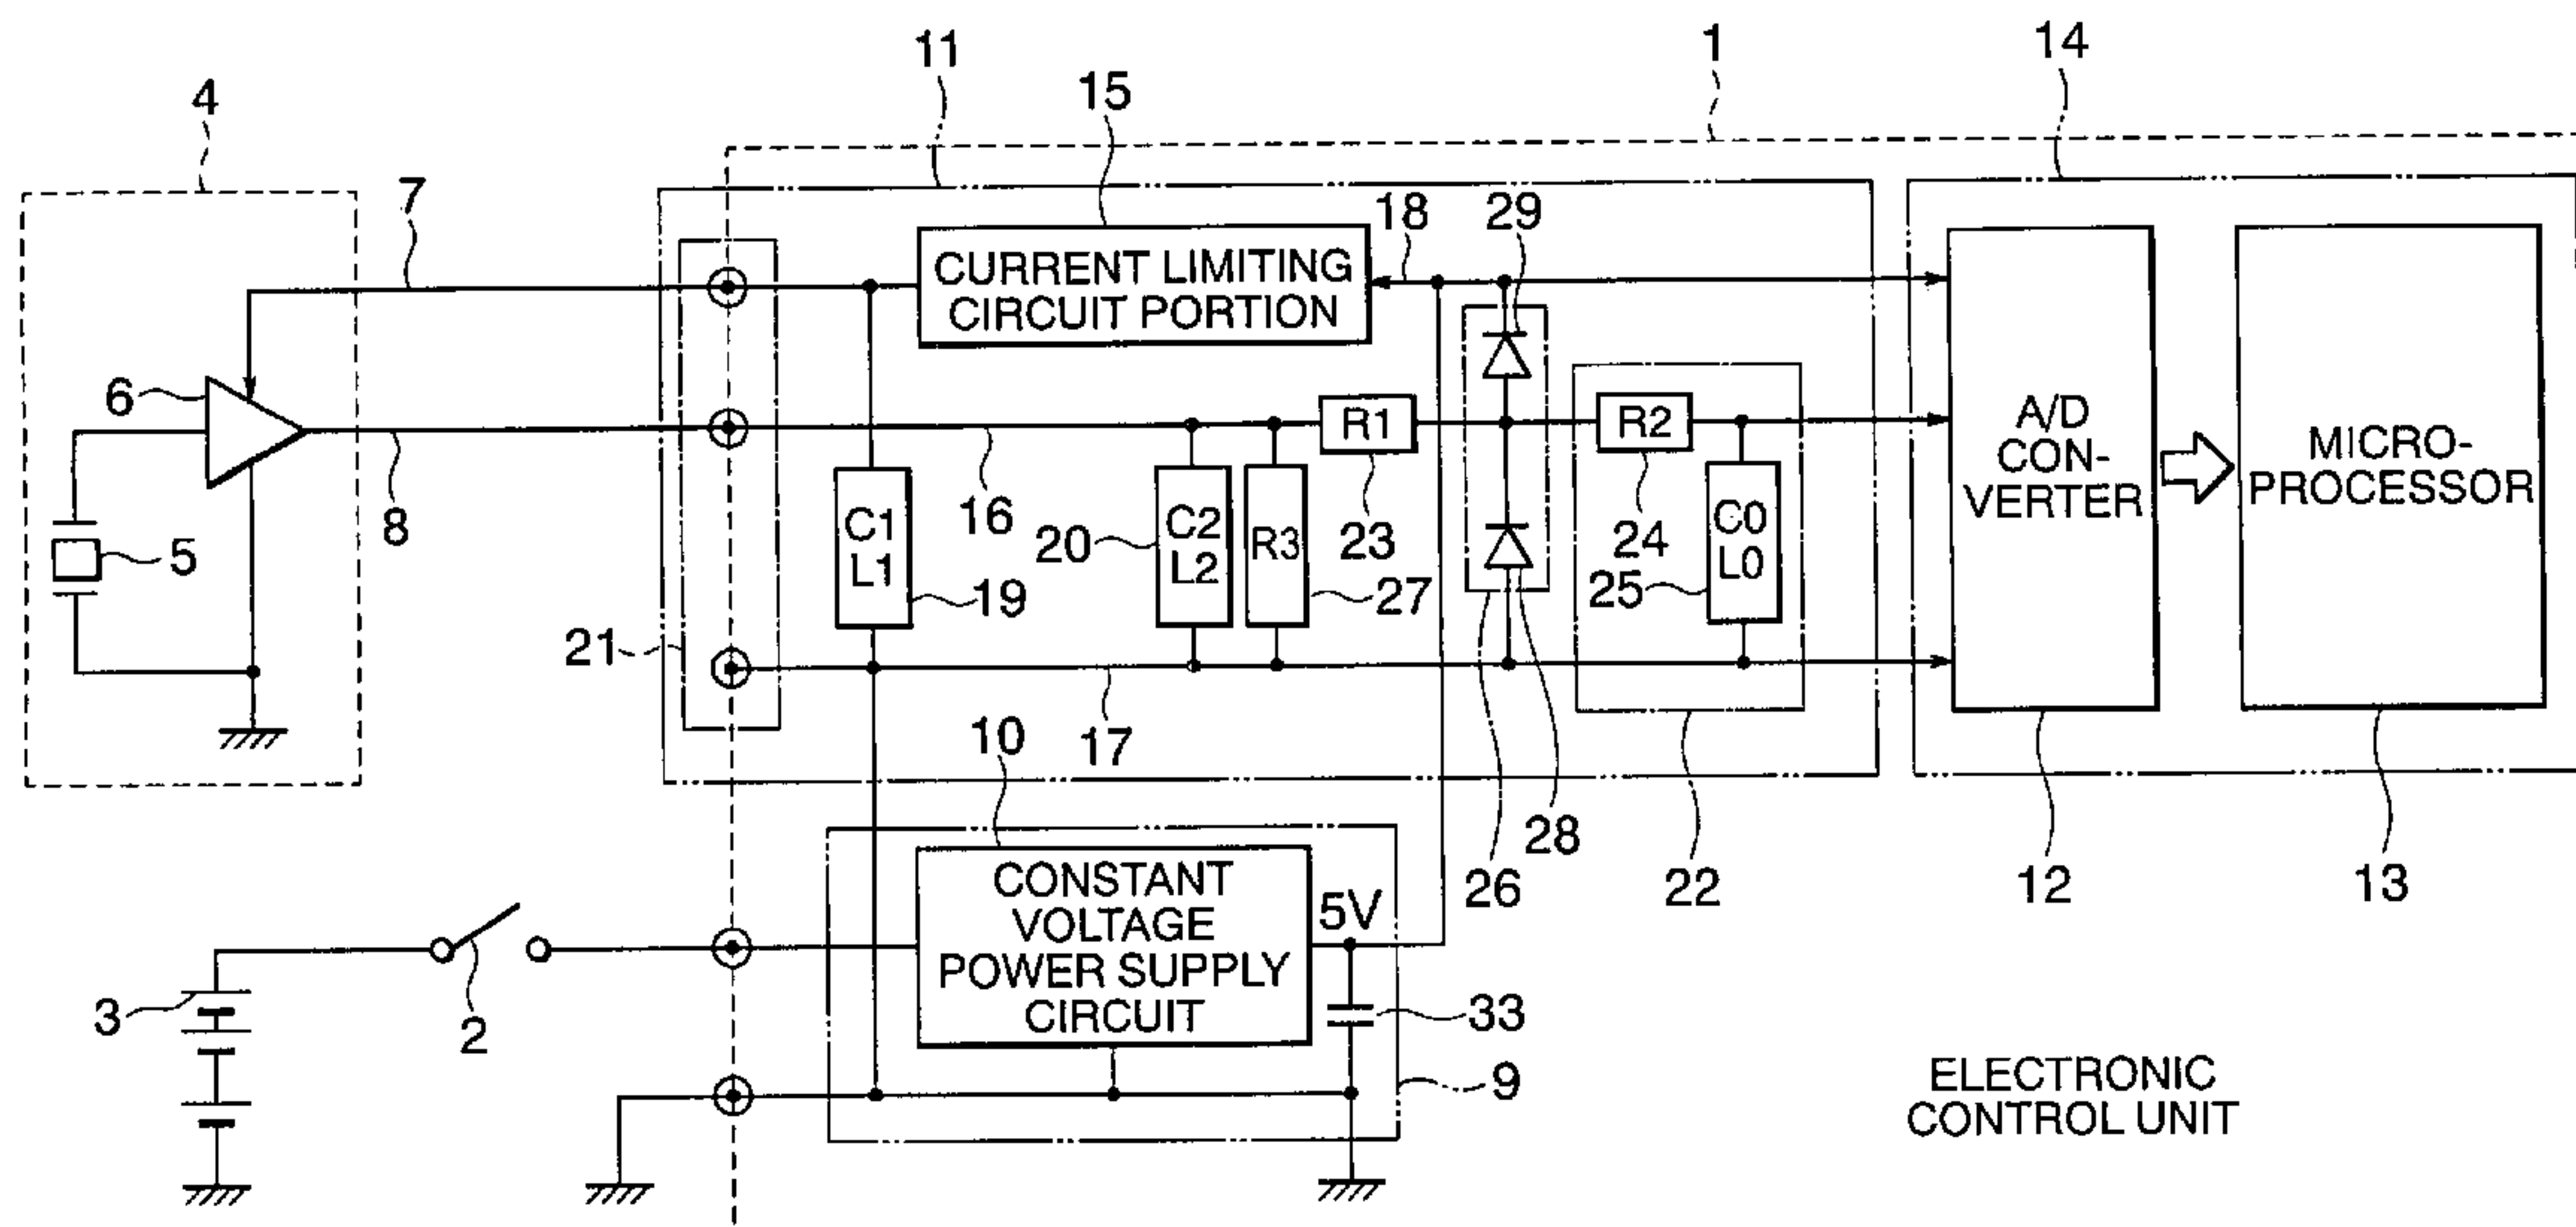 1
11
14
4
15
7
18
29
CURRENT LIMITING
CIRCUIT PORTION
6
R1
R2
A/D
CON-
VERTER
MICRO-
PROCESSOR
8
16
5
C1
L1
19
20
C2
L2
R3
27
23
24
C0
L0
25
21
17
10
26
28
22
12
13
CONSTANT
VOLTAGE
POWER SUPPLY
CIRCUIT
5V
3
2
33
9
ELECTRONIC
CONTROL UNIT